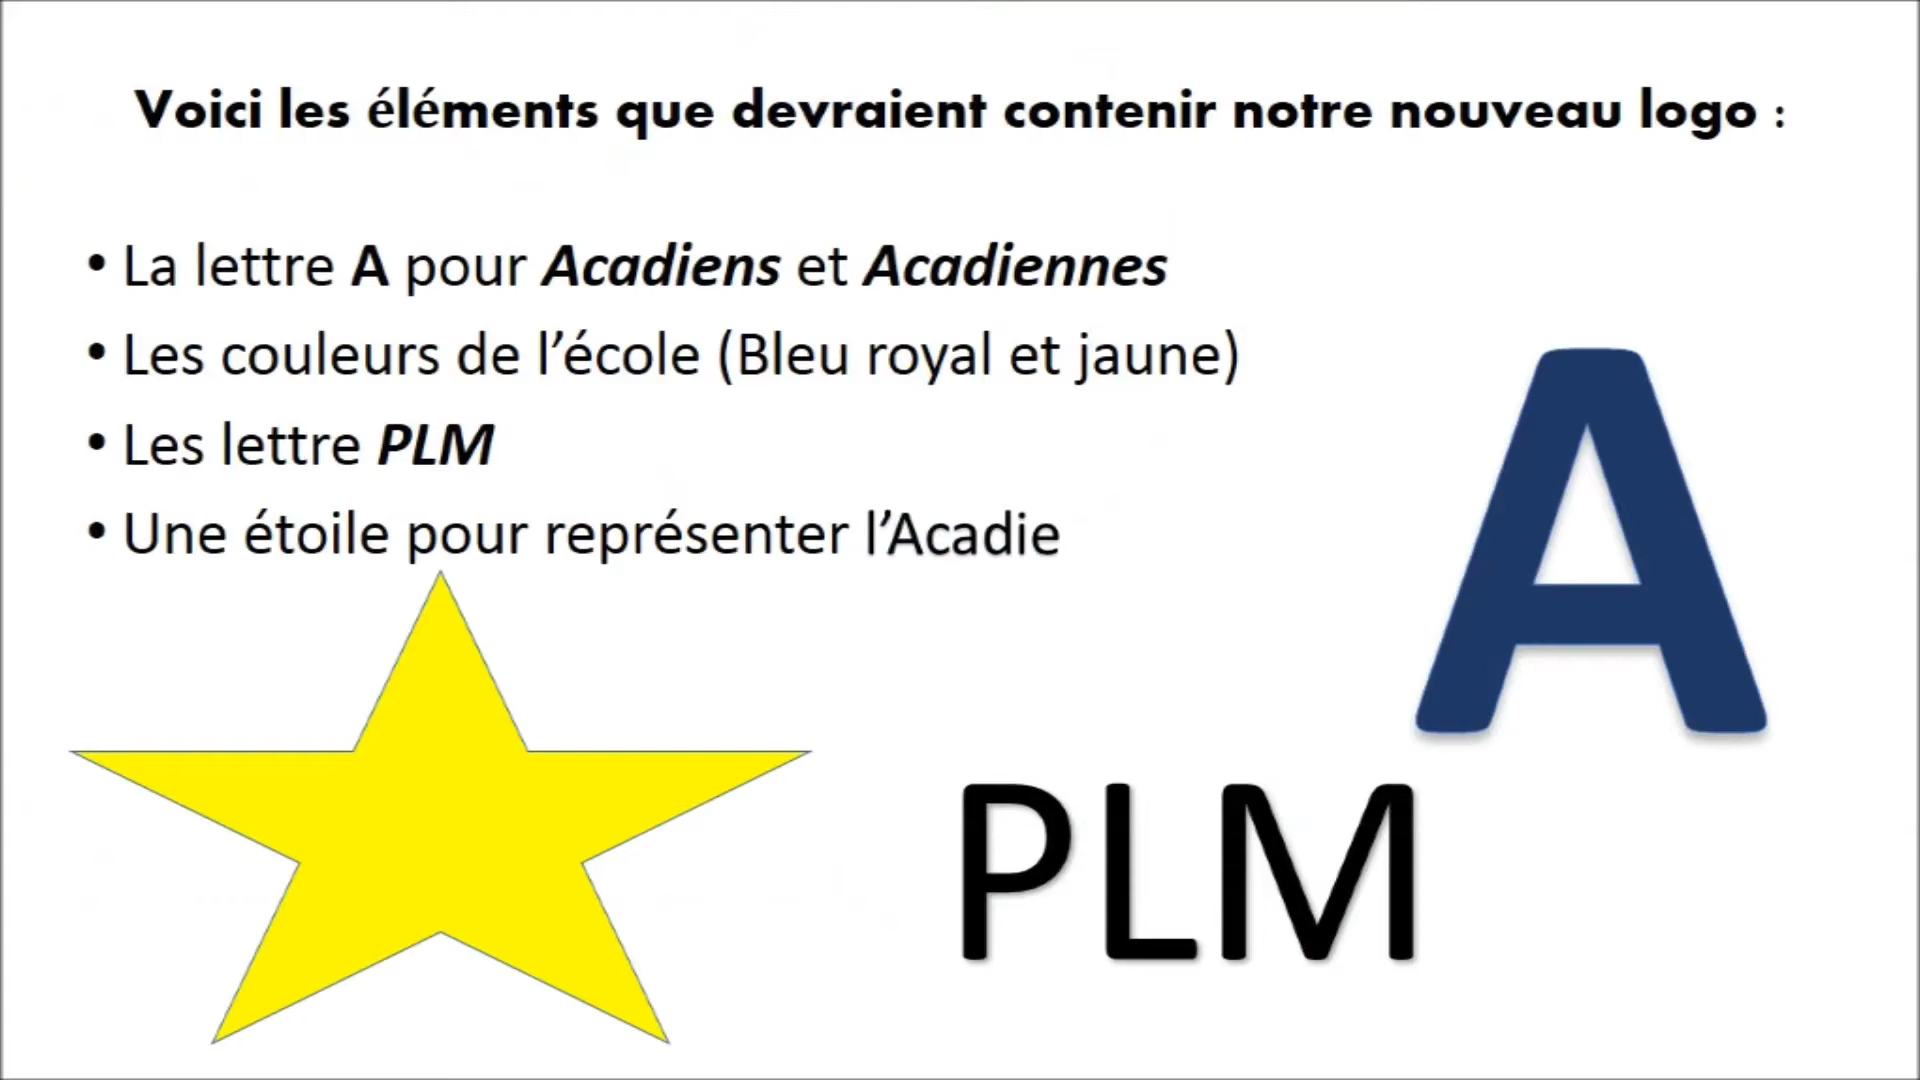 Voici les éléments que devraient contenir notre nouveau logo :
• La lettre A pour Acadiens et Acadiennes
• Les couleurs de l’école (Bleu royal et jaune)
• Les lettre PLM
• Une étoile pour représenter l’Acadie
A
PLM